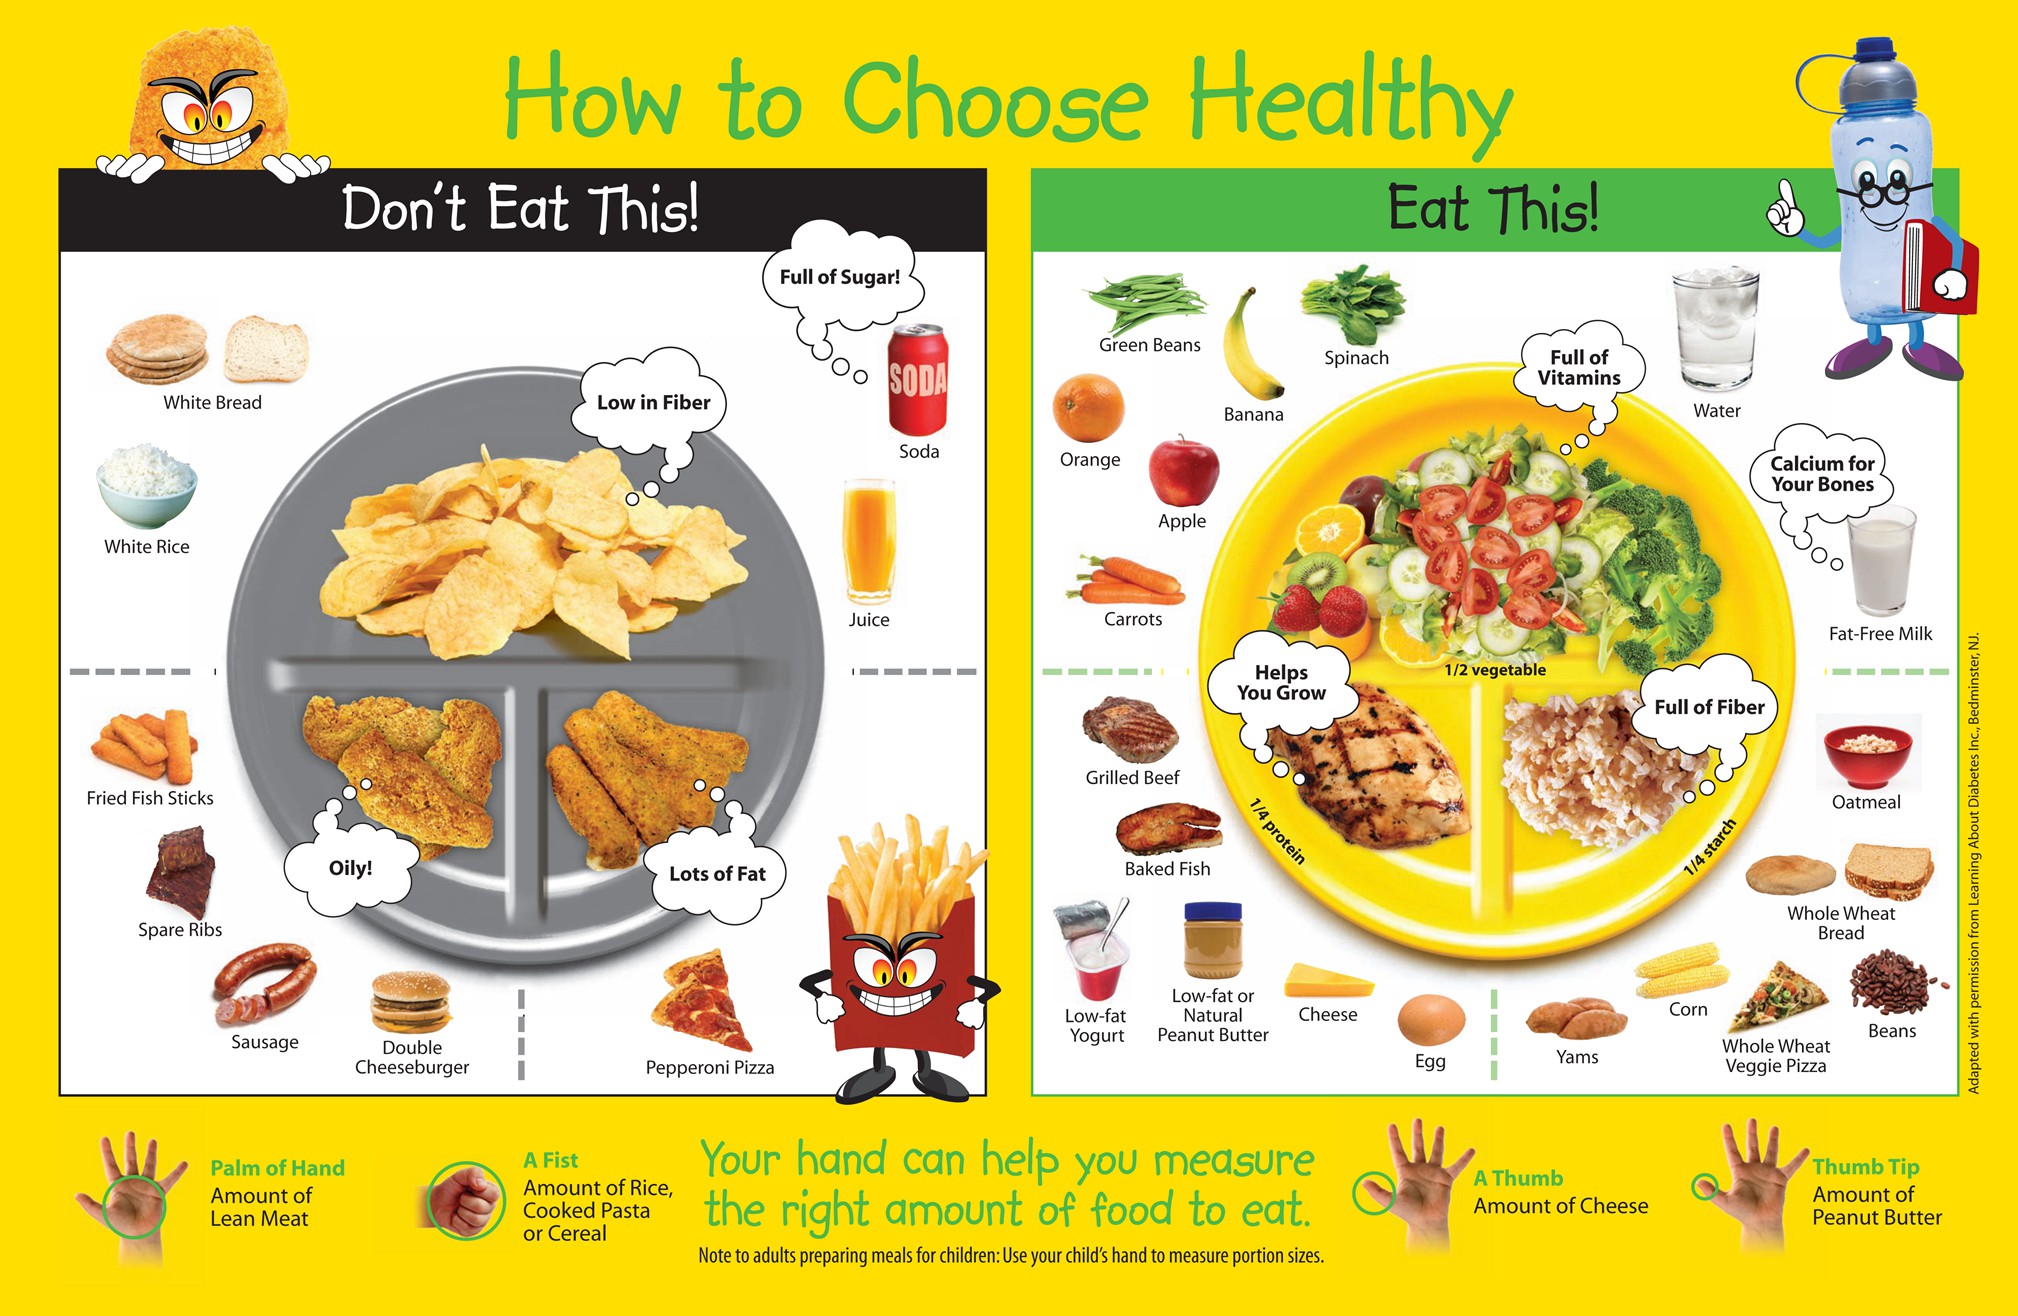 How to Choose Healthy
Don't Eat This!
Full of Sugar!
White Bread
Low in Fiber
SODA
Soda
White Rice
Juice
Fried Fish Sticks
Oily!
Lots of Fat
Spare Ribs
Sausage
Double
Cheeseburger
Pepperoni Pizza
Eat This!
Green Beans
Banana
Spinach
Full of
Vitamins
Water
Orange
Apple
Calcium for
Your Bones
Carrots
Fat-Free Milk
Helps
You Grow
1/2 vegetable
Full of Fiber
Grilled Beef
1/4 protein
1/4 starch
Oatmeal
Baked Fish
Whole Wheat
Bread
Low-fat
Yogurt
Low-fat or
Natural
Peanut Butter
Cheese
Egg
Yams
Corn
Whole Wheat
Veggie Pizza
Beans
Adapted with permission from Learning About Diabetes Inc., Bedminster, NJ.
Palm of Hand
Amount of
Lean Meat
A Fist
Amount of Rice,
Cooked Pasta
or Cereal
Your hand can help you measure
the right amount of food to eat.
Note to adults preparing meals for children: Use your child's hand to measure portion sizes.
A Thumb
Amount of Cheese
Thumb Tip
Amount of
Peanut Butter